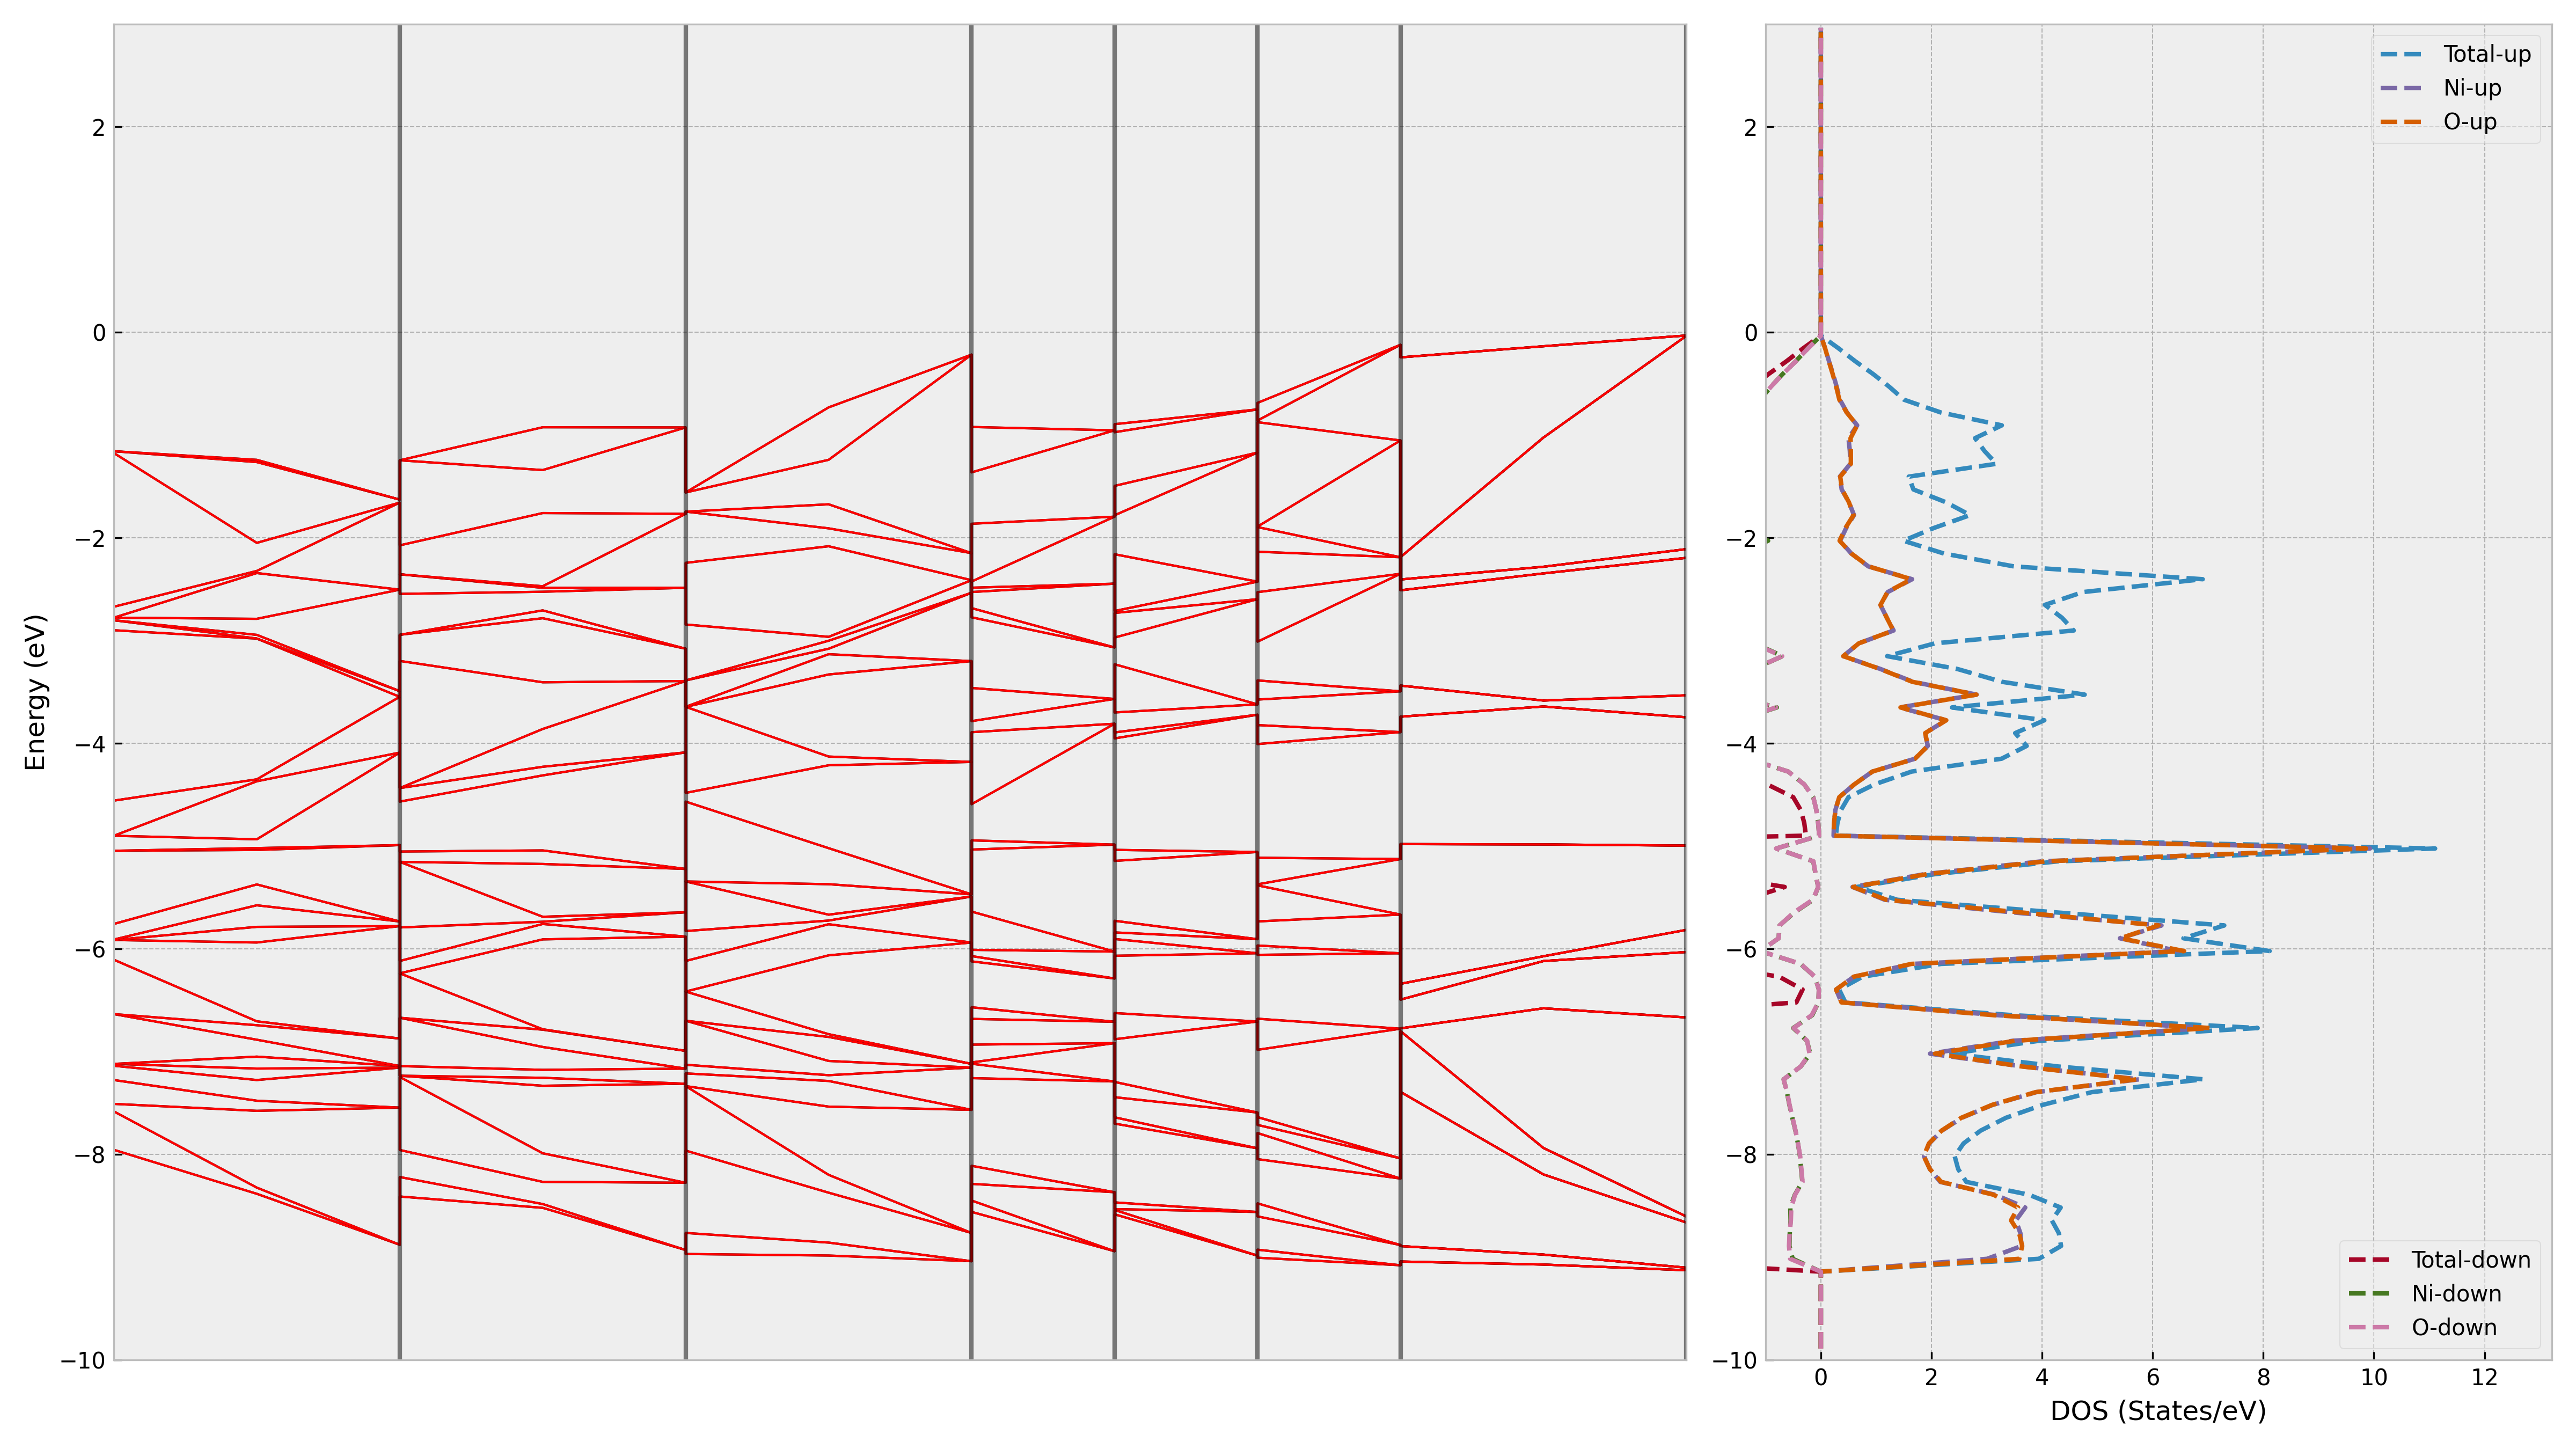 Energy (eV)
2
0
−2
−4
−6
−8
−10
2
0
−2
−4
−6
−8
−10
Total-up
Ni-up
O-up
Total-down
Ni-down
O-down
0 2 4 6 8 10 12
DOS (States/eV)